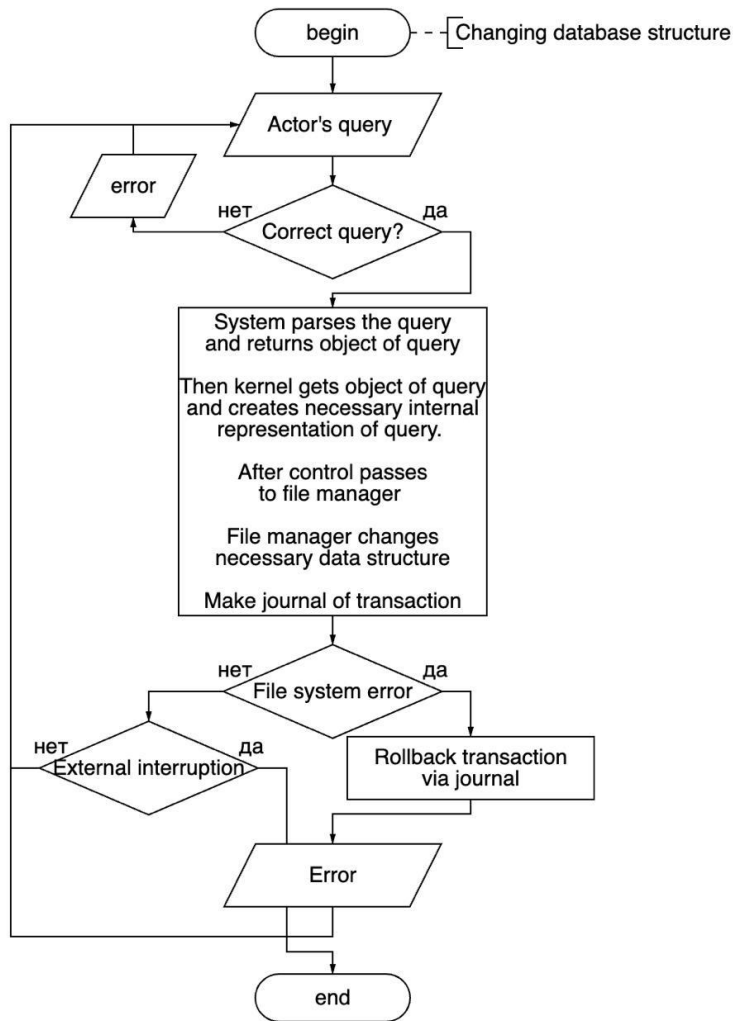 begin
Changing database structure
Actor's query
error
нет
да
Correct query?
System parses the query
and returns object of query
Then kernel gets object of query
and creates necessary internal
representation of query.
After control passes
to file manager
File manager changes
necessary data structure
Make journal of transaction
нет
да
File system error
нет
да
External interruption
Rollback transaction
via journal
Error
end